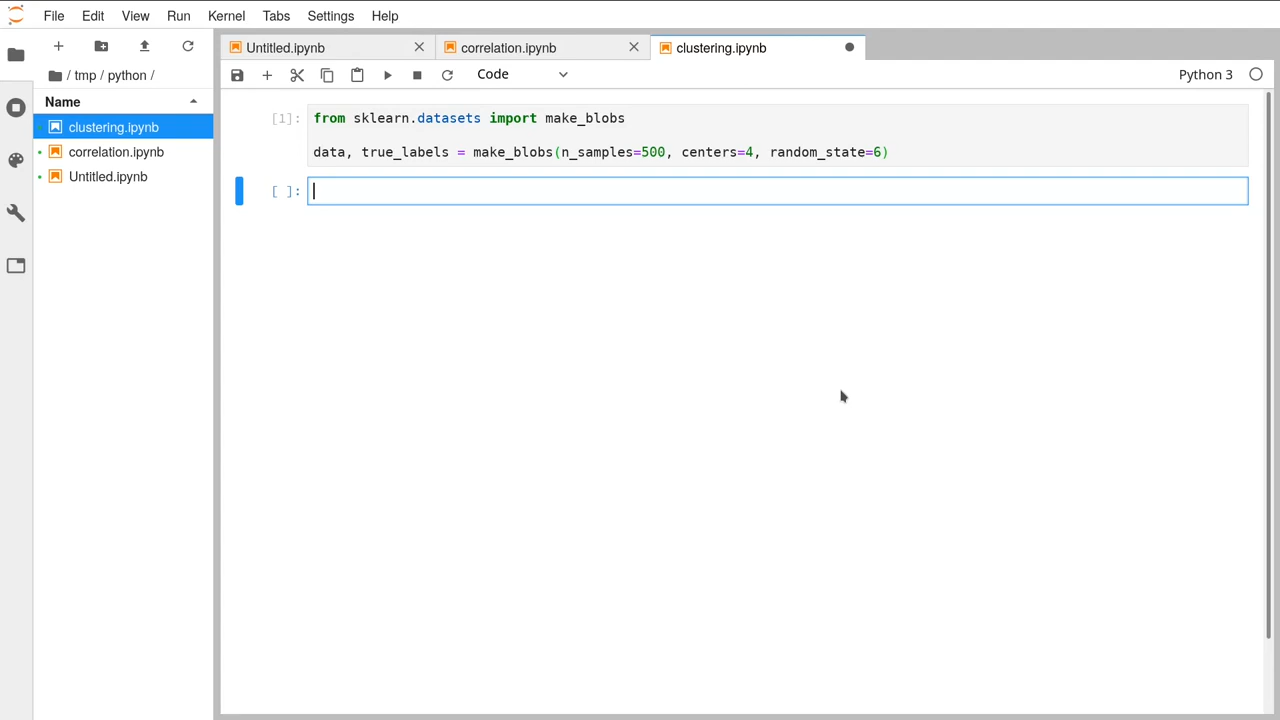 File Edit View Run Kernel Tabs Settings Help
Untitled.ipynb correlation.ipynb clustering.ipynb
/ tmp / python /
Code
Python 3
Name
clustering.ipynb
correlation.ipynb
Untitled.ipynb
[1]: from sklearn.datasets import make_blobs
data, true_labels = make_blobs(n_samples=500, centers=4, random_state=6)
[ ]: